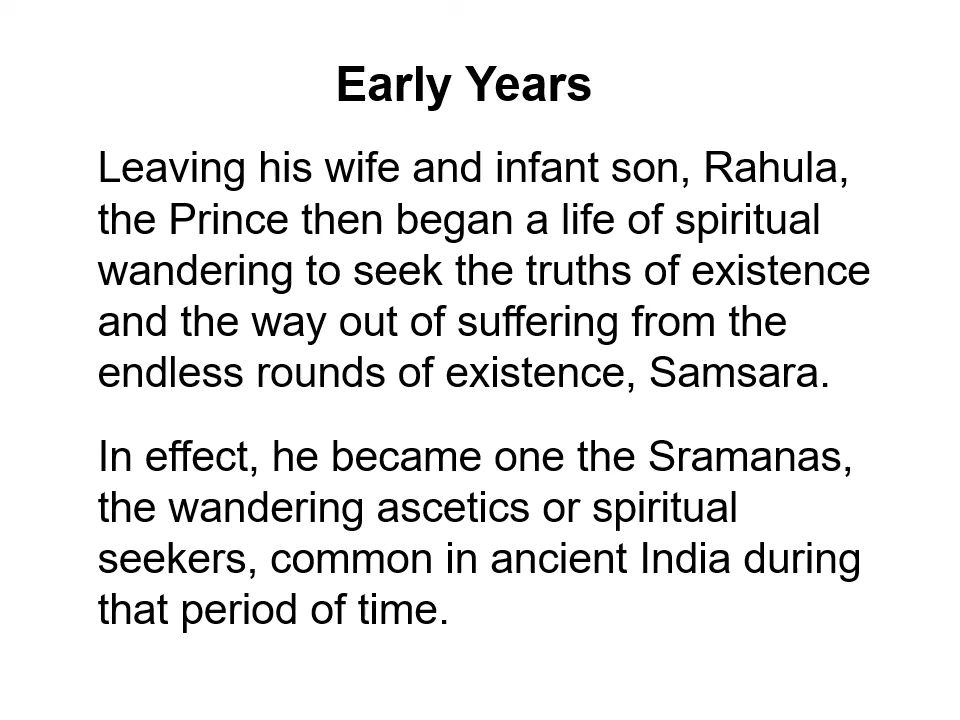 Early Years
Leaving his wife and infant son, Rahula,
the Prince then began a life of spiritual
wandering to seek the truths of existence
and the way out of suffering from the
endless rounds of existence, Samsara.
In effect, he became one the Sramanas,
the wandering ascetics or spiritual
seekers, common in ancient India during
that period of time.